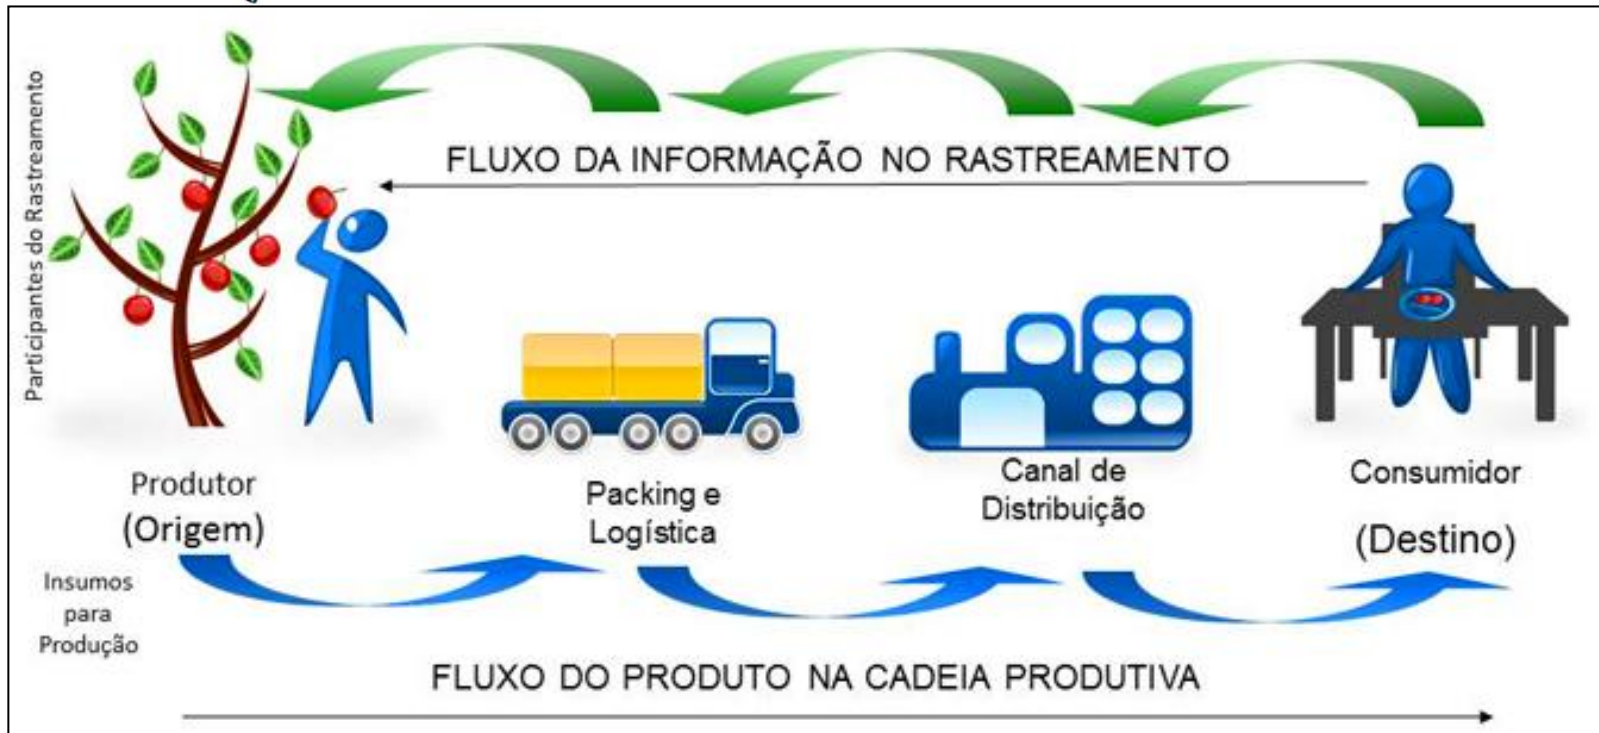 Participantes do Rastreamento
FLUXO DA INFORMAÇÃO NO RASTREAMENTO
Produtor
(Origem)
Packing e
Logística
Canal de
Distribuição
Consumidor
(Destino)
Insumos
para
Produção
FLUXO DO PRODUTO NA CADEIA PRODUTIVA